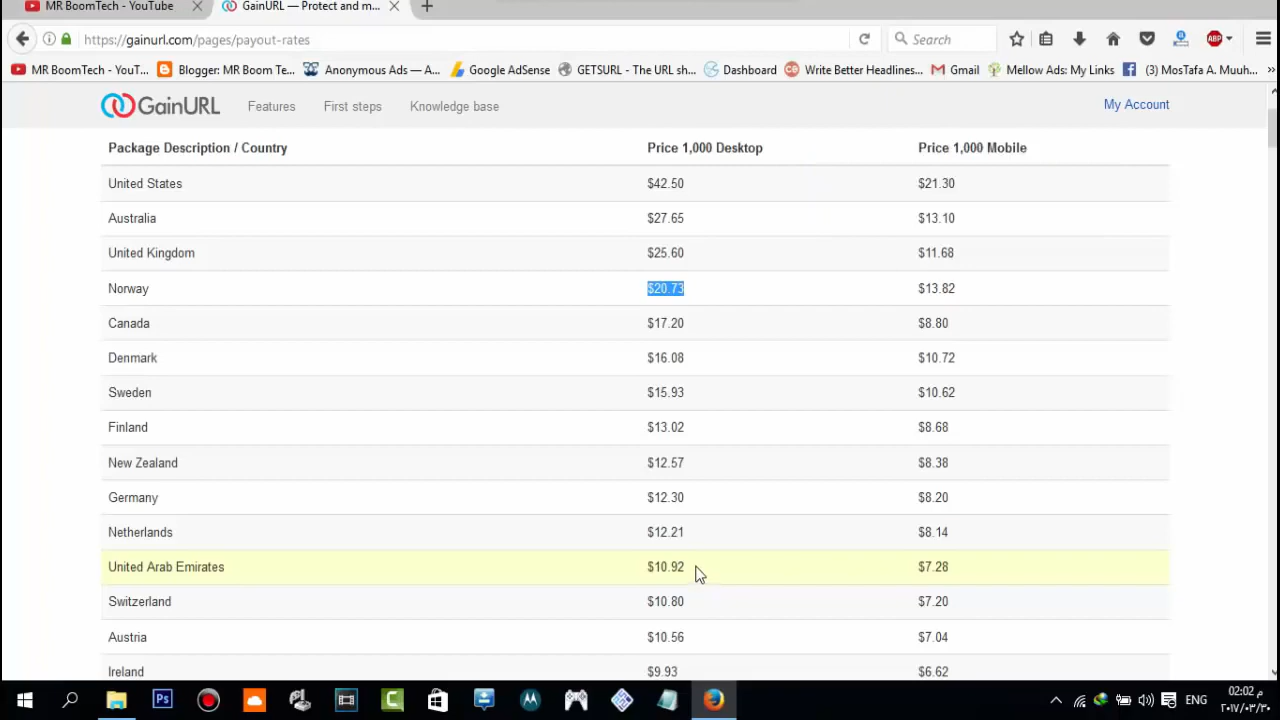 MR BoomTech - YouTube
GainURL — Protect and m...
https://gainurl.com/pages/payout-rates
Search
MR BoomTech - YouT...
Blogger: MR Boom Te...
Anonymous Ads — A...
Google AdSense
GETSURL - The URL sh...
Dashboard
Write Better Headlines...
Gmail
Mellow Ads: My Links
(3) MosTafa A. Muuh...
ABP
GainURL Features First steps Knowledge base My Account
Package Description / Country Price 1,000 Desktop Price 1,000 Mobile
United States $42.50 $21.30
Australia $27.65 $13.10
United Kingdom $25.60 $11.68
Norway $20.73 $13.82
Canada $17.20 $8.80
Denmark $16.08 $10.72
Sweden $15.93 $10.62
Finland $13.02 $8.68
New Zealand $12.57 $8.38
Germany $12.30 $8.20
Netherlands $12.21 $8.14
United Arab Emirates $10.92 $7.28
Switzerland $10.80 $7.20
Austria $10.56 $7.04
Ireland $9.93 $6.62
Ps
ENG
02:02 م
٢٠١٧/٠٣/٣٠